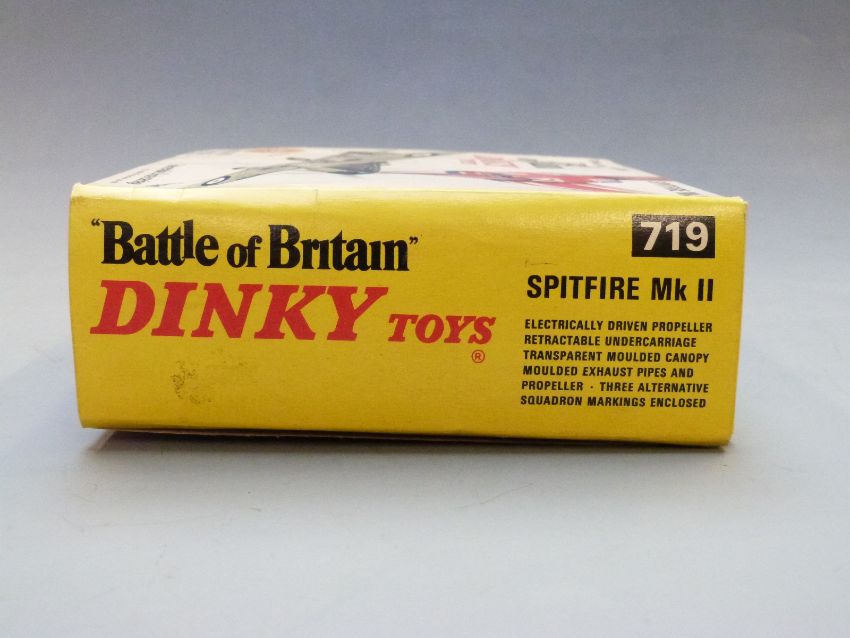 "Battle of Britain"
DINKY TOYS
®
719
SPITFIRE Mk II
ELECTRICALLY DRIVEN PROPELLER
RETRACTABLE UNDERCARRIAGE
TRANSPARENT MOULDED CANOPY
MOULDED EXHAUST PIPES AND
PROPELLER · THREE ALTERNATIVE
SQUADRON MARKINGS ENCLOSED